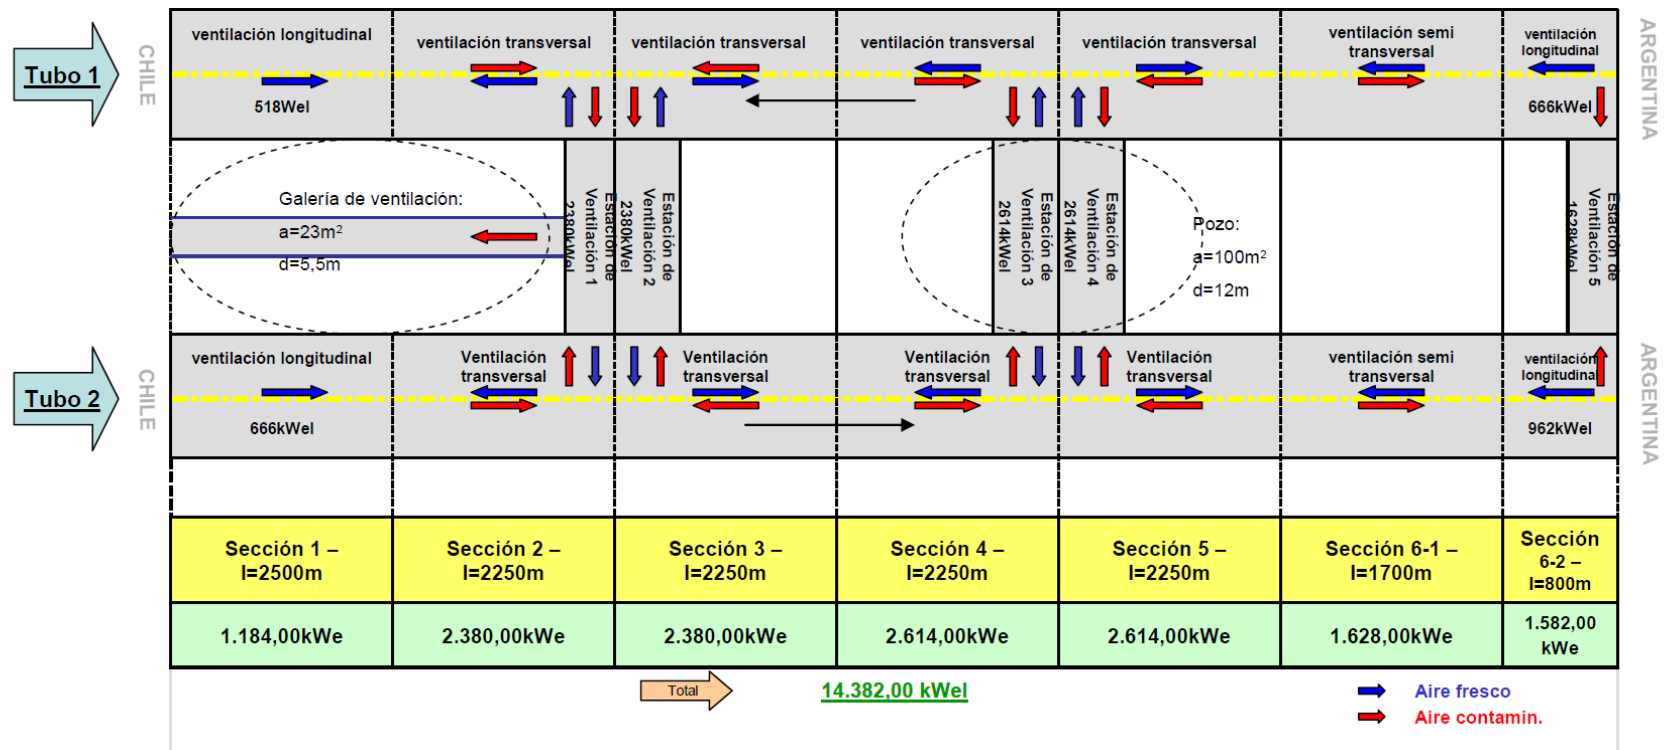 Tubo 1
CHILE
ventilación longitudinal
518Wel
ventilación transversal
ventilación transversal
ventilación transversal
ventilación transversal
ventilación semi
transversal
ventilación
longitudinal
666kWel
ARGENTINA
Galería de ventilación:
a=23m²
d=5,5m
Estación de
Ventilación 1
2380kWel
Estación de
Ventilación 2
2380kWel
Estación de
Ventilación 3
2614kWel
Estación de
Ventilación 4
2614kWel
Pozo:
a=100m²
d=12m
Estación de
Ventilación 5
1628kWel
Tubo 2
CHILE
ventilación longitudinal
666kWel
Ventilación
transversal
Ventilación
transversal
Ventilación
transversal
Ventilación
transversal
ventilación semi
transversal
ventilación
longitudinal
962kWel
ARGENTINA
Sección 1 –
l=2500m
Sección 2 –
l=2250m
Sección 3 –
l=2250m
Sección 4 –
l=2250m
Sección 5 –
l=2250m
Sección 6-1 –
l=1700m
Sección
6-2 –
l=800m
1.184,00kWe
2.380,00kWe
2.380,00kWe
2.614,00kWe
2.614,00kWe
1.628,00kWe
1.582,00
kWe
Total
14.382,00 kWel
Aire fresco
Aire contamin.